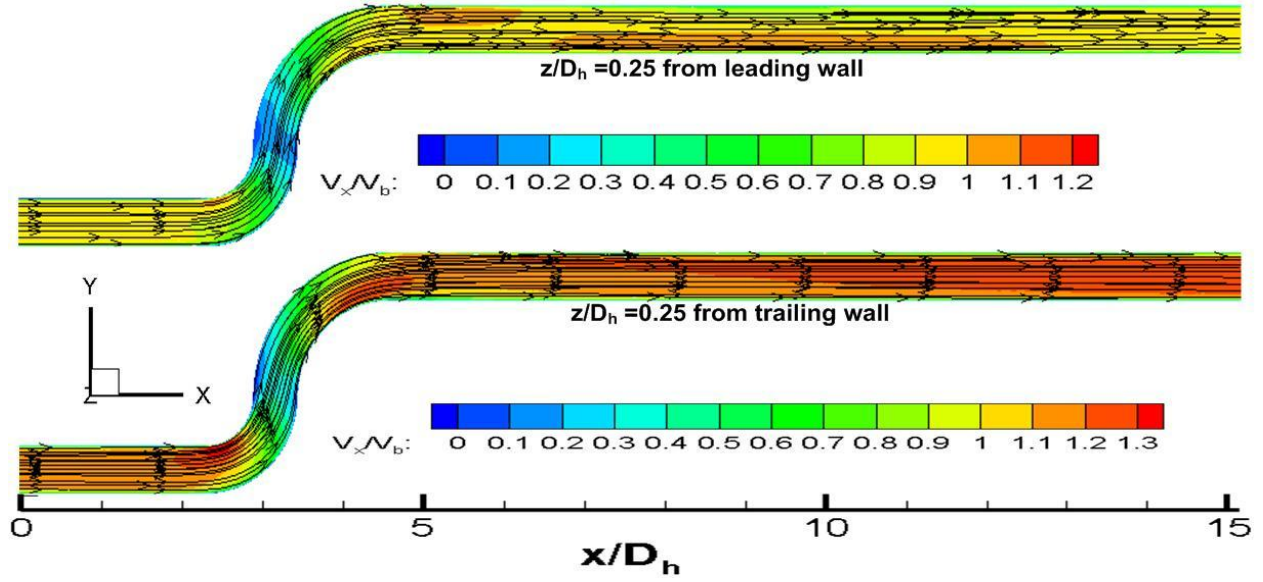 z/Dₕ =0.25 from leading wall
Vₓ/V_b: 0 0.1 0.2 0.3 0.4 0.5 0.6 0.7 0.8 0.9 1 1.1 1.2
Y
z/Dₕ =0.25 from trailing wall
Z X
Vₓ/V_b: 0 0.1 0.2 0.3 0.4 0.5 0.6 0.7 0.8 0.9 1 1.1 1.2 1.3
0 5 10 15
x/Dₕ